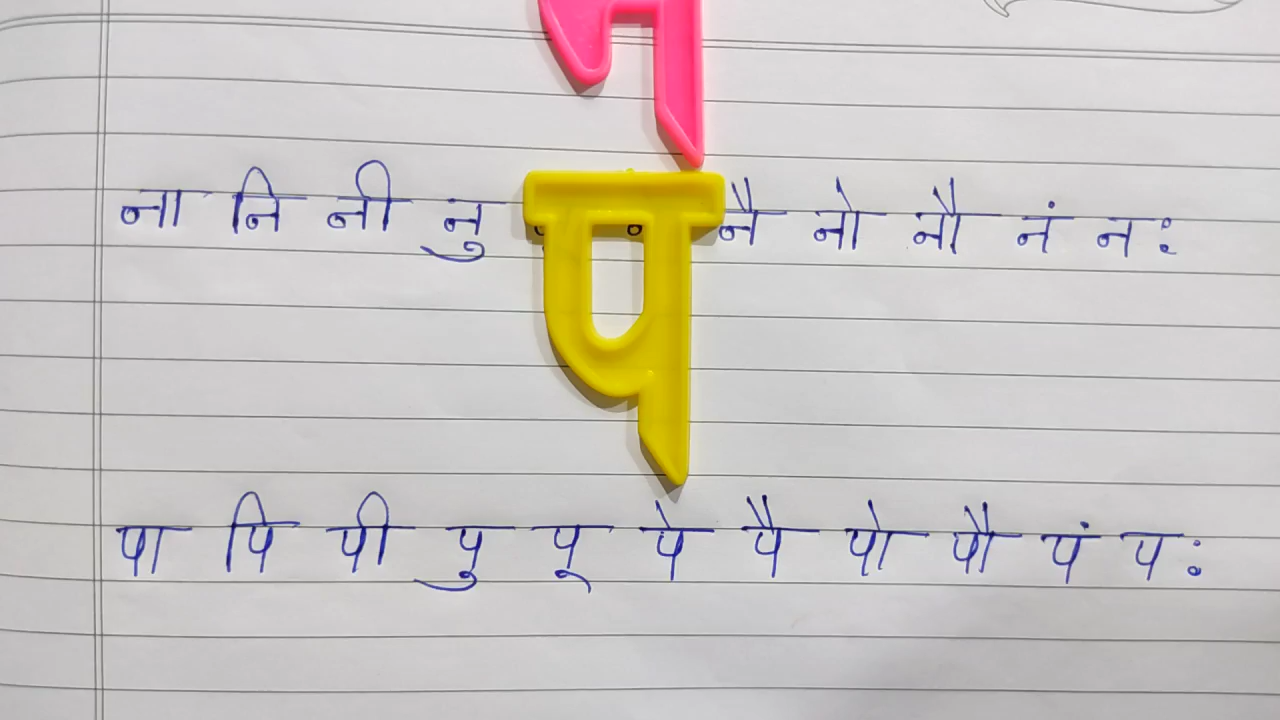 ना नि नी नु नै नो नौ नं नः
प
पा पि पी पु पू पे पै पो पौ पं पः